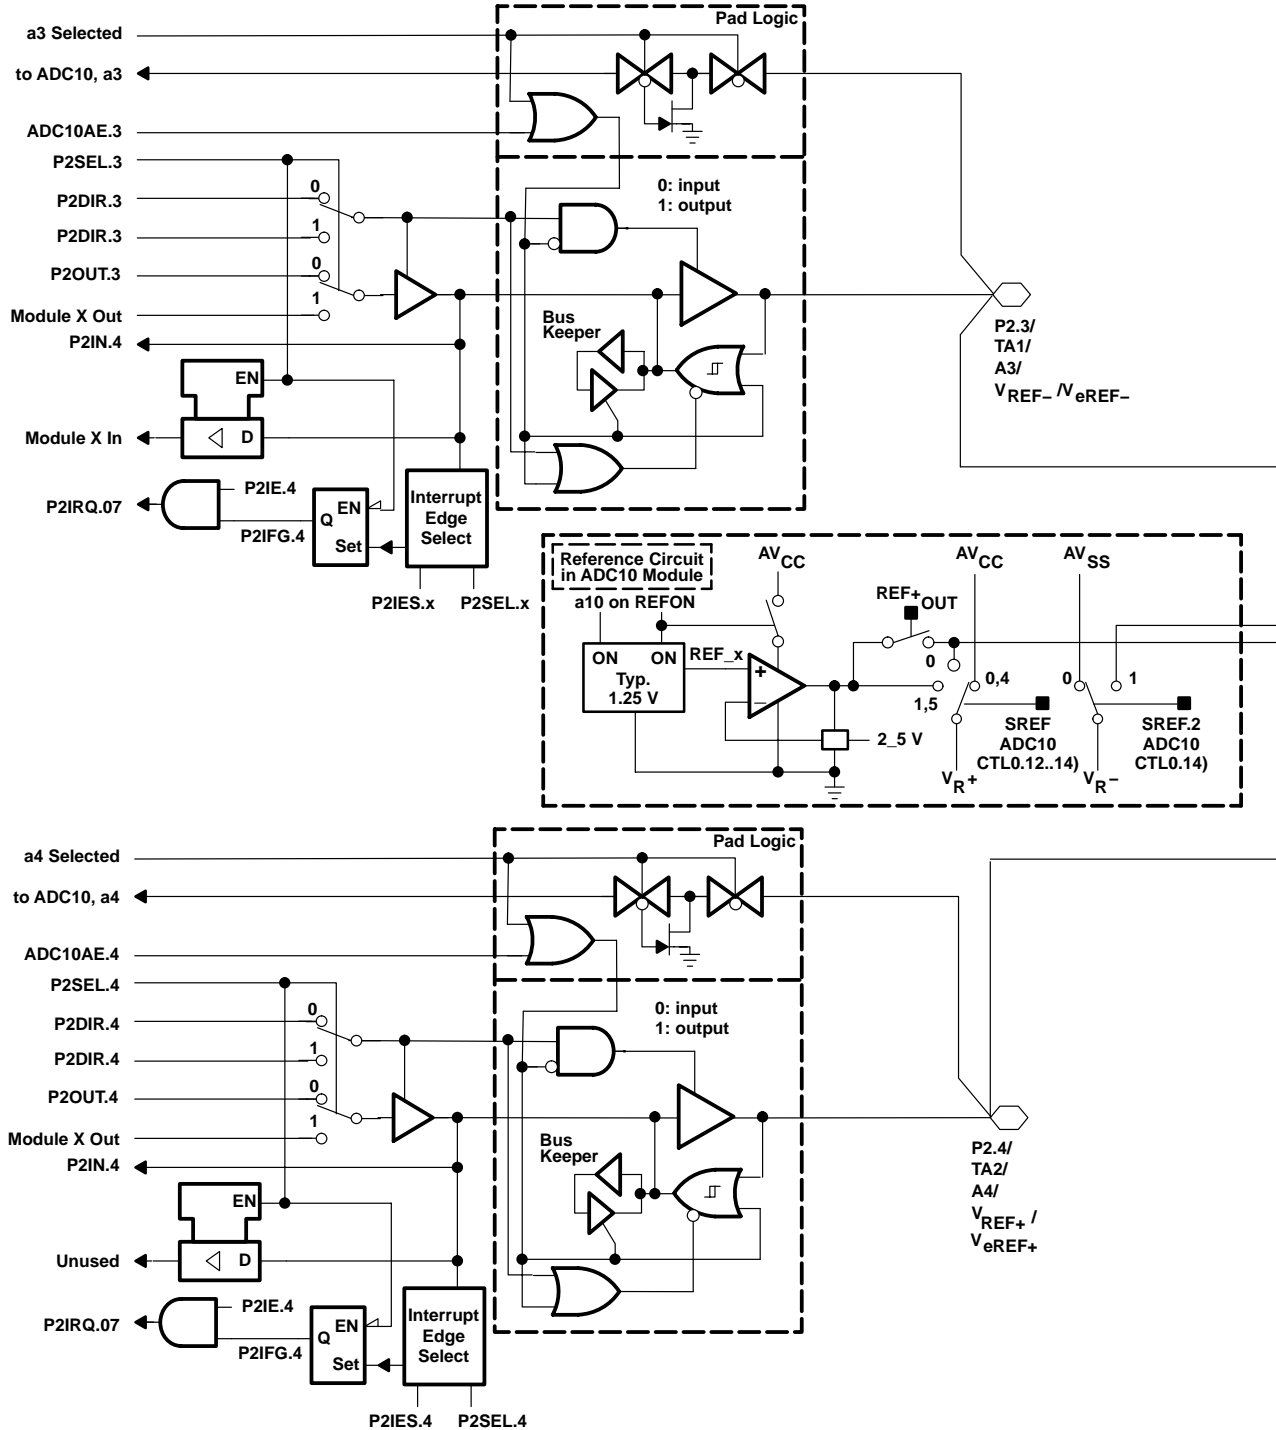 Pad Logic
a3 Selected
to ADC10, a3
ADC10AE.3
P2SEL.3
0: input
1: output
0
P2DIR.3
1
P2DIR.3
0
P2OUT.3
1
Module X Out
Bus
Keeper
P2IN.4
P2.3/
TA1/
A3/
VREF− /VeREF−
EN
Module X In
D
P2IE.4
P2IRQ.07
P2IFG.4
Q
EN
Set
Interrupt
Edge
Select
P2IES.x
P2SEL.x
Reference Circuit
in ADC10 Module
AVCC
AVCC
AVSS
a10 on REFON
REF+
OUT
ON
ON
Typ.
1.25 V
REF_x
+
−
0
1,5
0,4
0
1
2_5 V
SREF
ADC10
CTL0.12..14)
SREF.2
ADC10
CTL0.14)
VR+
VR−
Pad Logic
a4 Selected
to ADC10, a4
ADC10AE.4
P2SEL.4
0: input
1: output
0
P2DIR.4
1
P2DIR.4
0
P2OUT.4
1
Module X Out
Bus
Keeper
P2IN.4
P2.4/
TA2/
A4/
VREF+ /
VeREF+
EN
Unused
D
P2IE.4
P2IRQ.07
P2IFG.4
Q
EN
Set
Interrupt
Edge
Select
P2IES.4
P2SEL.4